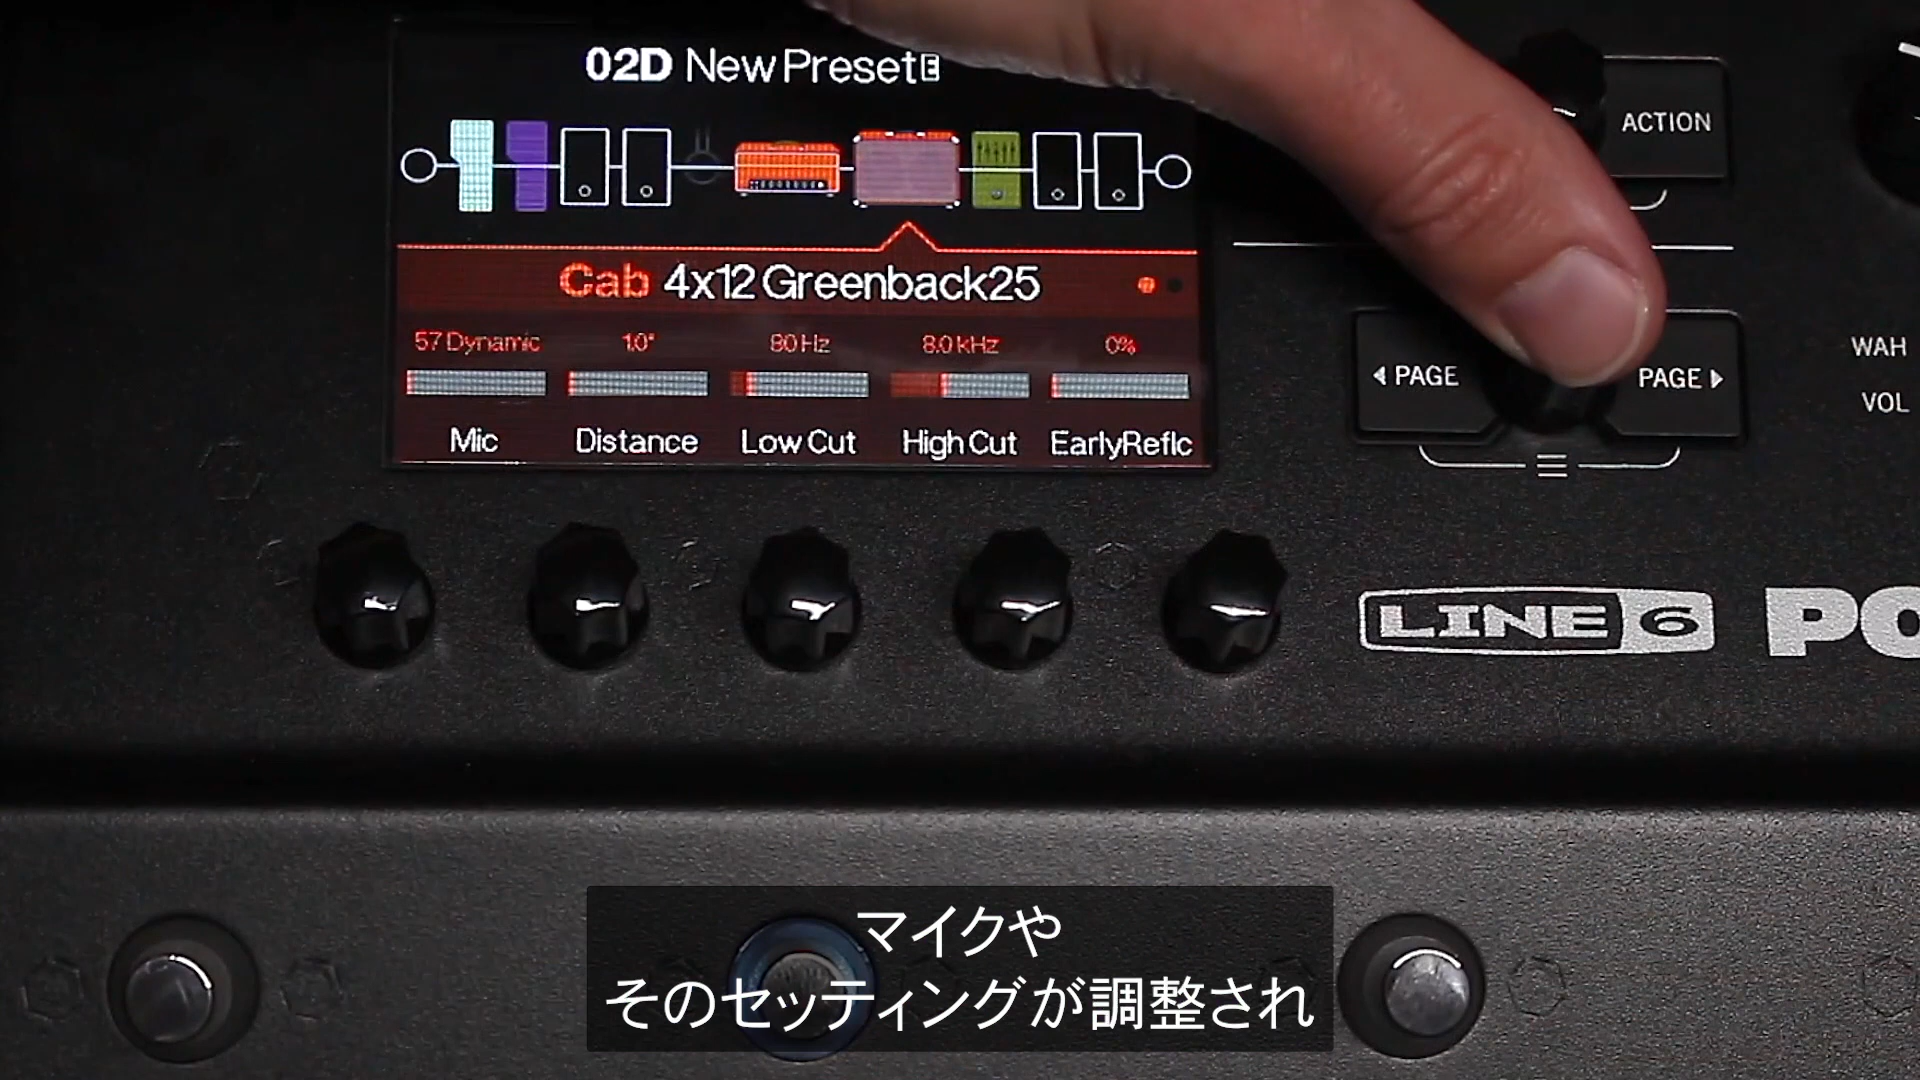 02D New Preset E
ACTION
Cab 4x12 Greenback25
57 Dynamic 1.0" 80 Hz 8.0 kHz 0%
Mic Distance Low Cut High Cut EarlyReflc
PAGE PAGE
WAH
VOL
LINE 6 PO
マイクや
そのセッティングが調整され